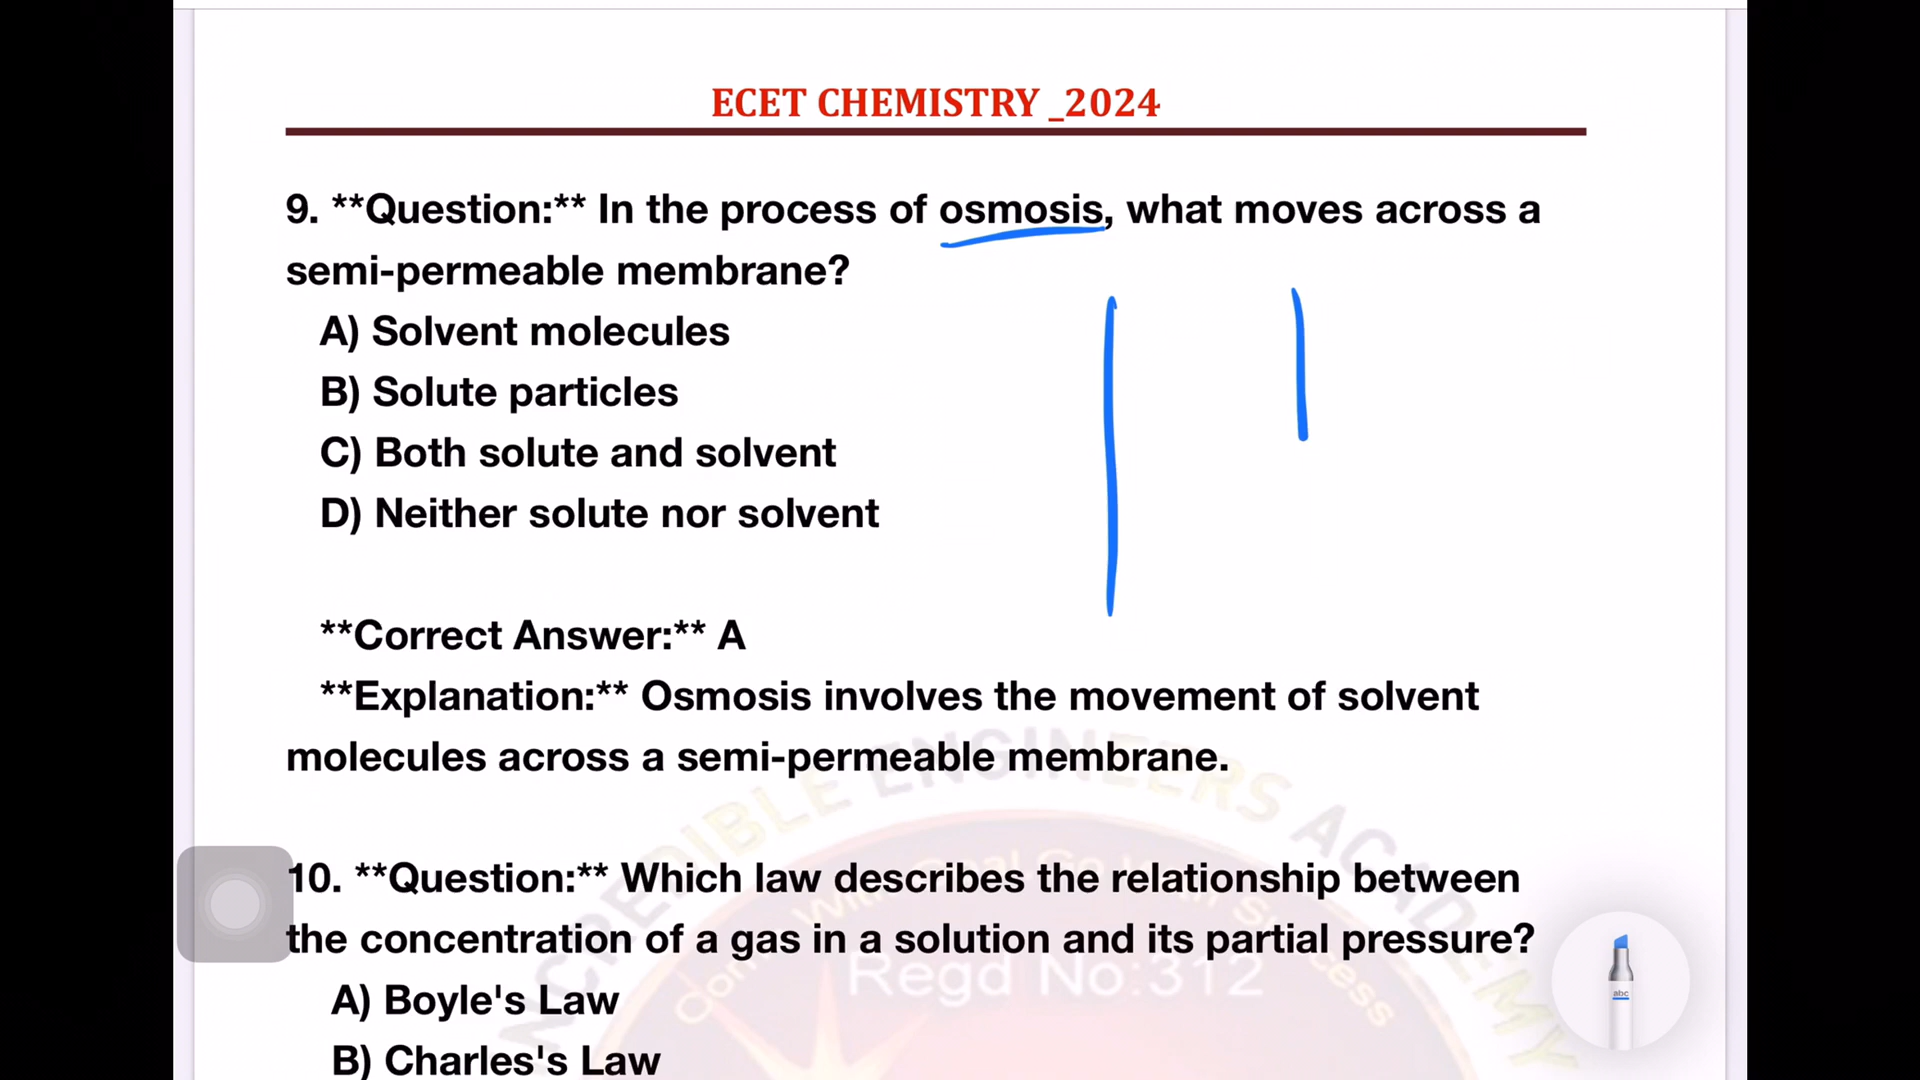 ECET CHEMISTRY _2024
9. **Question:** In the process of osmosis, what moves across a
semi-permeable membrane?
A) Solvent molecules
B) Solute particles
C) Both solute and solvent
D) Neither solute nor solvent
**Correct Answer:** A
**Explanation:** Osmosis involves the movement of solvent
molecules across a semi-permeable membrane.
10. **Question:** Which law describes the relationship between
the concentration of a gas in a solution and its partial pressure?
A) Boyle's Law
B) Charles's Law
ENGINEERS ACADEMY
Regd No:312
abc